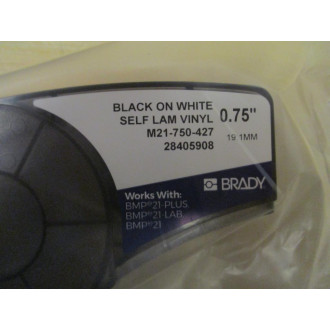 BLACK ON WHITE
SELF LAM VINYL
M21-750-427
28405908
0.75"
19.1MM
BRADY
Works With:
BMP®21-PLUS
BMP®21-LAB
BMP®21